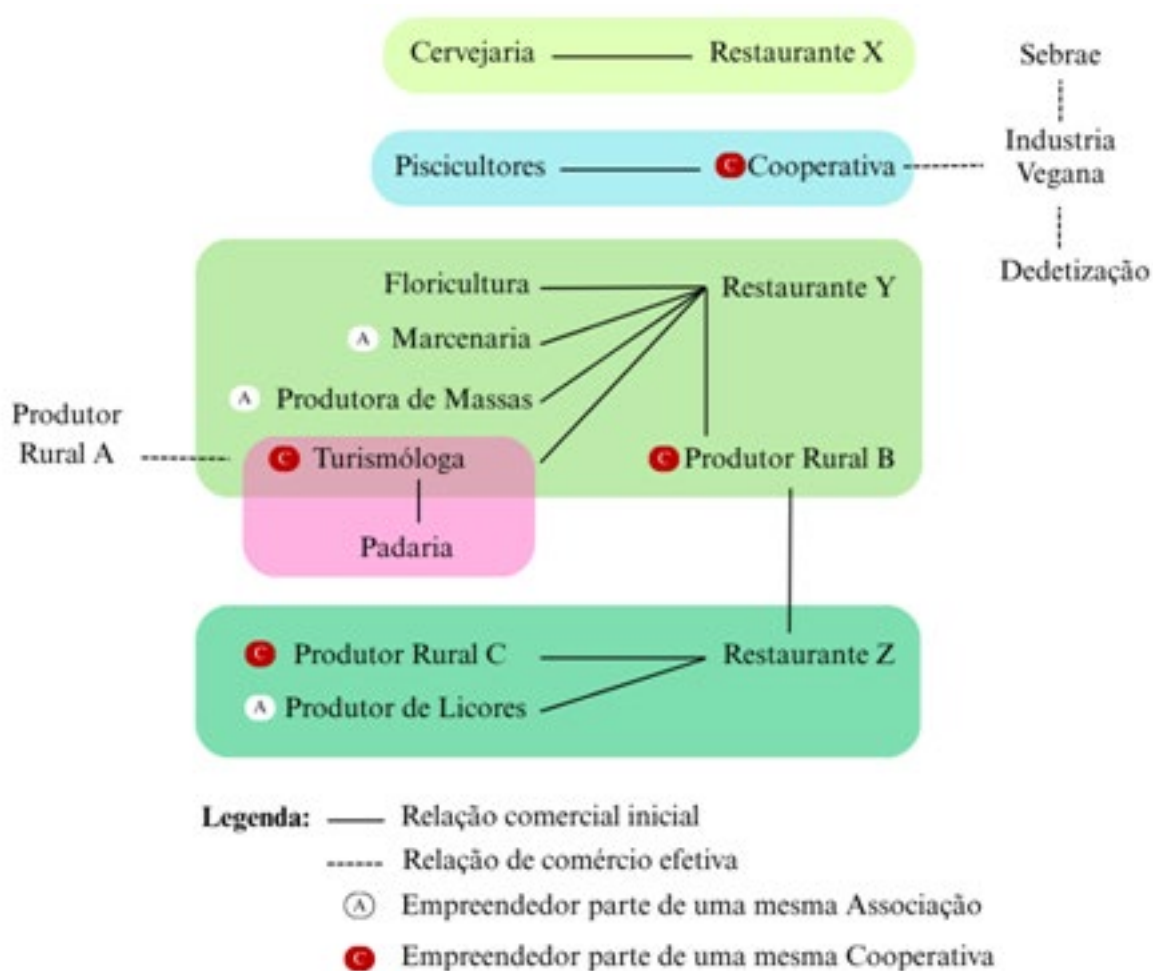 Cervejaria
Restaurante X
Sebrae
Piscicultores
C Cooperativa
Industria
Vegana
Dedetização
Floricultura
Restaurante Y
A Marcenaria
A Produtora de Massas
Produtor
Rural A
C Turismóloga
C Produtor Rural B
Padaria
C Produtor Rural C
Restaurante Z
A Produtor de Licores
Legenda: Relação comercial inicial
Relação de comércio efetiva
A Empreendedor parte de uma mesma Associação
C Empreendedor parte de uma mesma Cooperativa